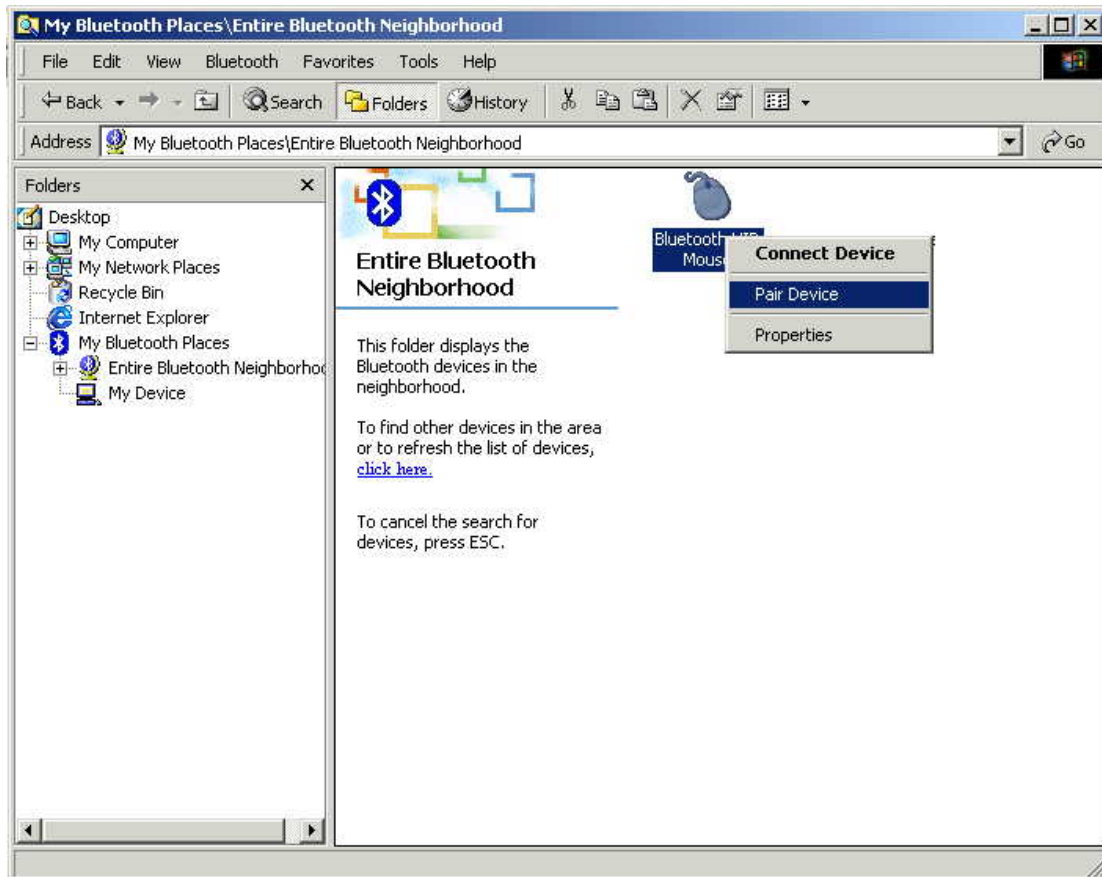 My Bluetooth Places\Entire Bluetooth Neighborhood
File Edit View Bluetooth Favorites Tools Help
Back Search Folders History
Address My Bluetooth Places\Entire Bluetooth Neighborhood Go
Folders
Desktop
My Computer
My Network Places
Recycle Bin
Internet Explorer
My Bluetooth Places
Entire Bluetooth Neighborhoo
My Device
Entire Bluetooth
Neighborhood
This folder displays the
Bluetooth devices in the
neighborhood.
To find other devices in the area
or to refresh the list of devices,
click here.
To cancel the search for
devices, press ESC.
Bluetooth
Mouse
Connect Device
Pair Device
Properties